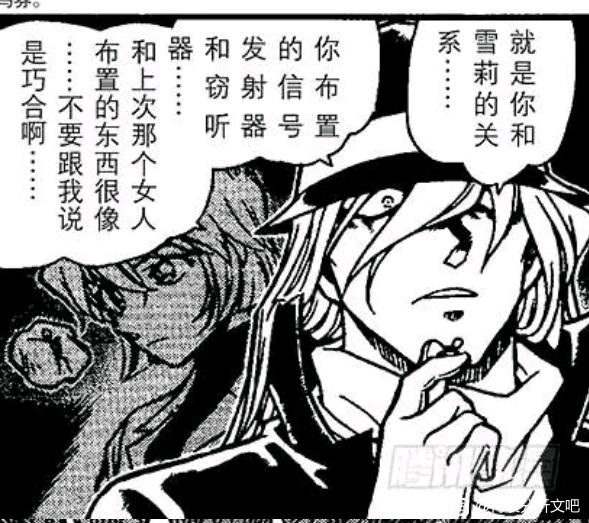 就是你和
雪莉的关
系……
你布置
的信号
发射器
和窃听
器……
和上次那个女人
布置的东西很像
……不要跟我说
是巧合啊……